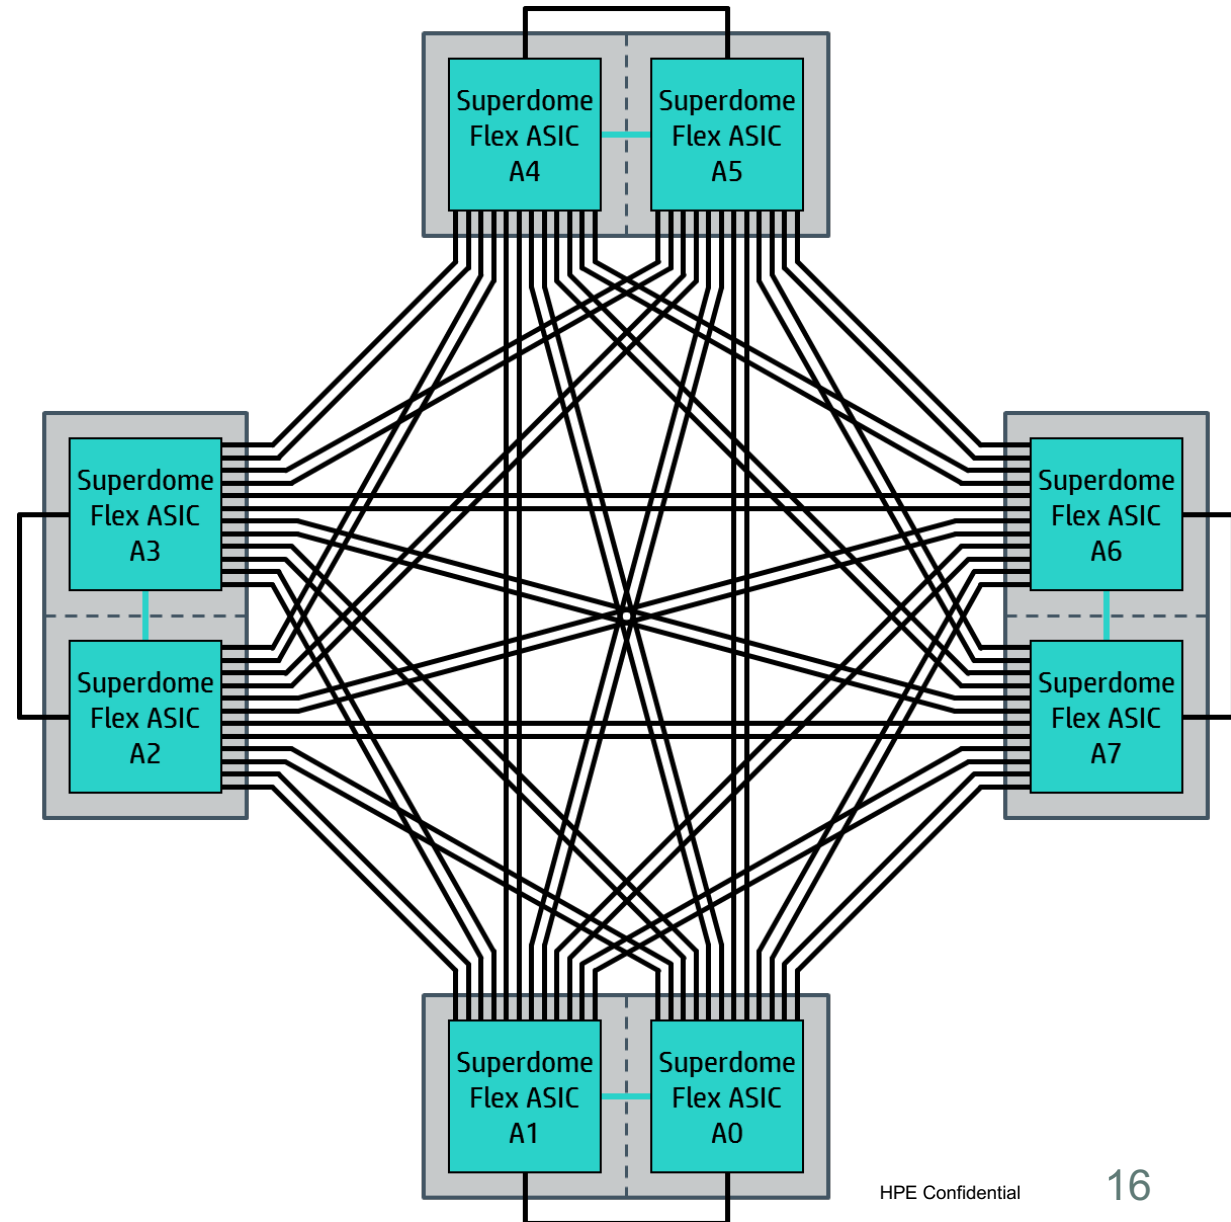 Superdome
Flex ASIC
A4
Superdome
Flex ASIC
A5
Superdome
Flex ASIC
A3
Superdome
Flex ASIC
A6
Superdome
Flex ASIC
A2
Superdome
Flex ASIC
A7
Superdome
Flex ASIC
A1
Superdome
Flex ASIC
A0
HPE Confidential
16